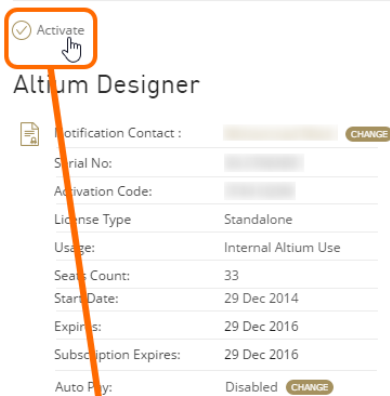 Activate
Altium Designer
Notification Contact : CHANGE
Serial No:
Activation Code:
License Type Standalone
Usage: Internal Altium Use
Seats Count: 33
Start Date: 29 Dec 2014
Expires: 29 Dec 2016
Subscription Expires: 29 Dec 2016
Auto Pay: Disabled CHANGE